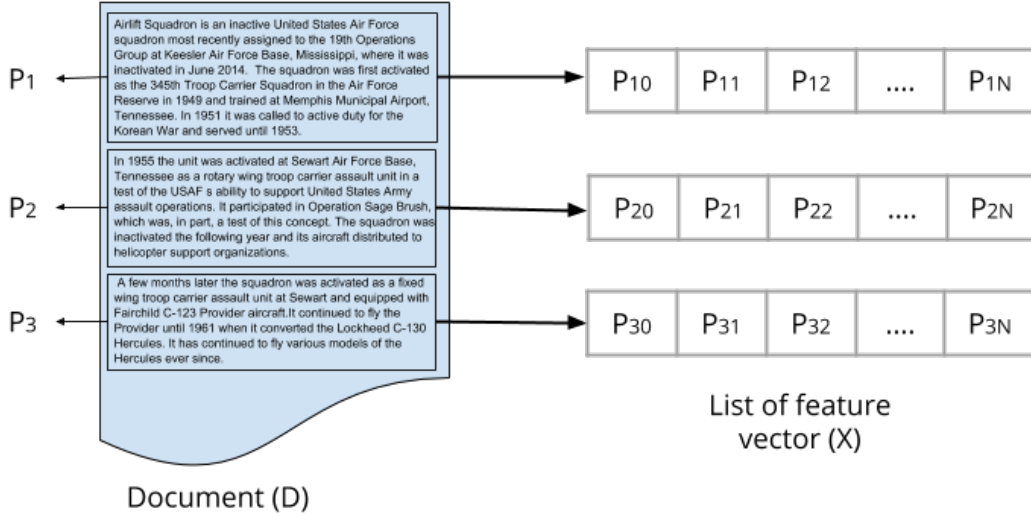 Airlift Squadron is an inactive United States Air Force
squadron most recently assigned to the 19th Operations
Group at Keesler Air Force Base, Mississippi, where it was
inactivated in June 2014.  The squadron was first activated
as the 345th Troop Carrier Squadron in the Air Force
Reserve in 1949 and trained at Memphis Municipal Airport,
Tennessee. In 1951 it was called to active duty for the
Korean War and served until 1953.
P1
P10 P11 P12 .... P1N
In 1955 the unit was activated at Sewart Air Force Base,
Tennessee as a rotary wing troop carrier assault unit in a
test of the USAF s ability to support United States Army
assault operations. It participated in Operation Sage Brush,
which was, in part, a test of this concept. The squadron was
inactivated the following year and its aircraft distributed to
helicopter support organizations.
P2
P20 P21 P22 .... P2N
A few months later the squadron was activated as a fixed
wing troop carrier assault unit at Sewart and equipped with
Fairchild C-123 Provider aircraft.It continued to fly the
Provider until 1961 when it converted the Lockheed C-130
Hercules. It has continued to fly various models of the
Hercules ever since.
P3
P30 P31 P32 .... P3N
List of feature
vector (X)
Document (D)